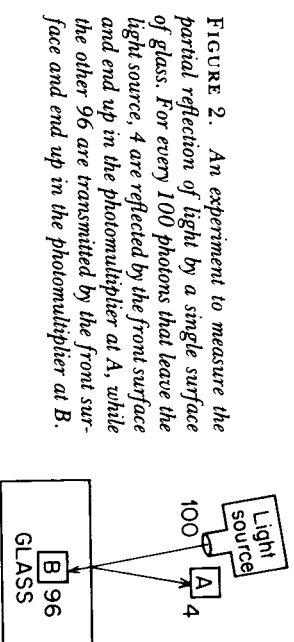 FIGURE 2. An experiment to measure the
partial reflection of light by a single surface
of glass. For every 100 photons that leave the
light source, 4 are reflected by the front surface
and end up in the photomultiplier at A, while
the other 96 are transmitted by the front sur-
face and end up in the photomultiplier at B.
Light
source
100
A
4
B 96
GLASS